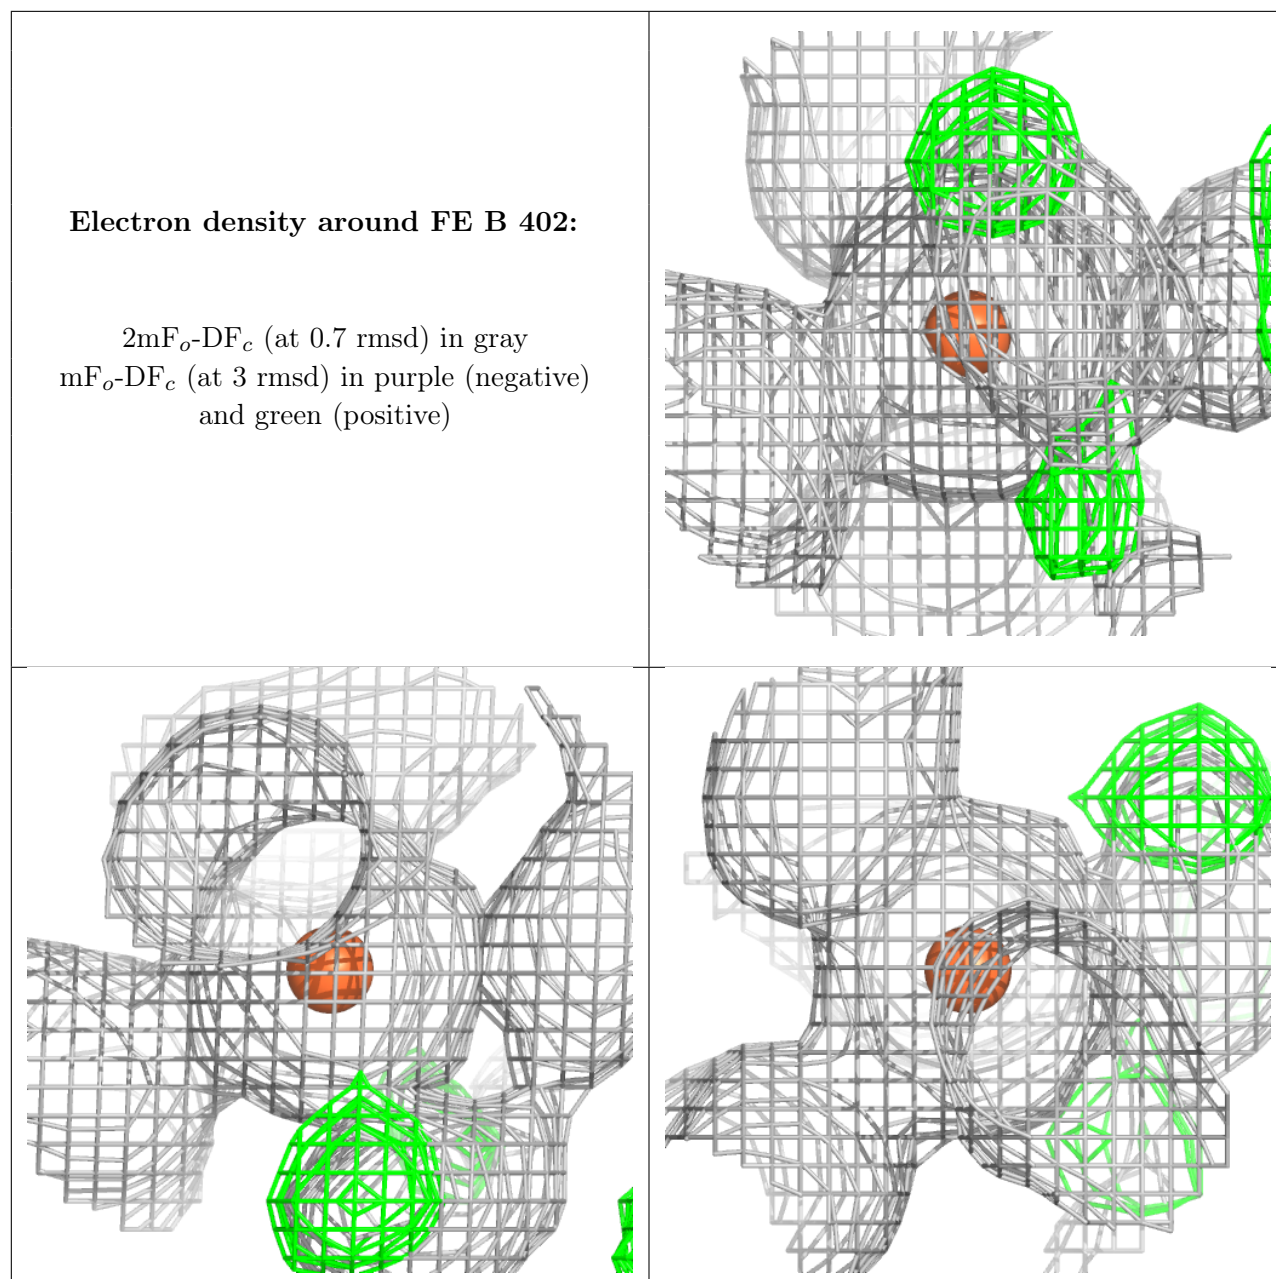 Electron density around FE B 402:
2mFo-DFc (at 0.7 rmsd) in gray
mFo-DFc (at 3 rmsd) in purple (negative)
and green (positive)